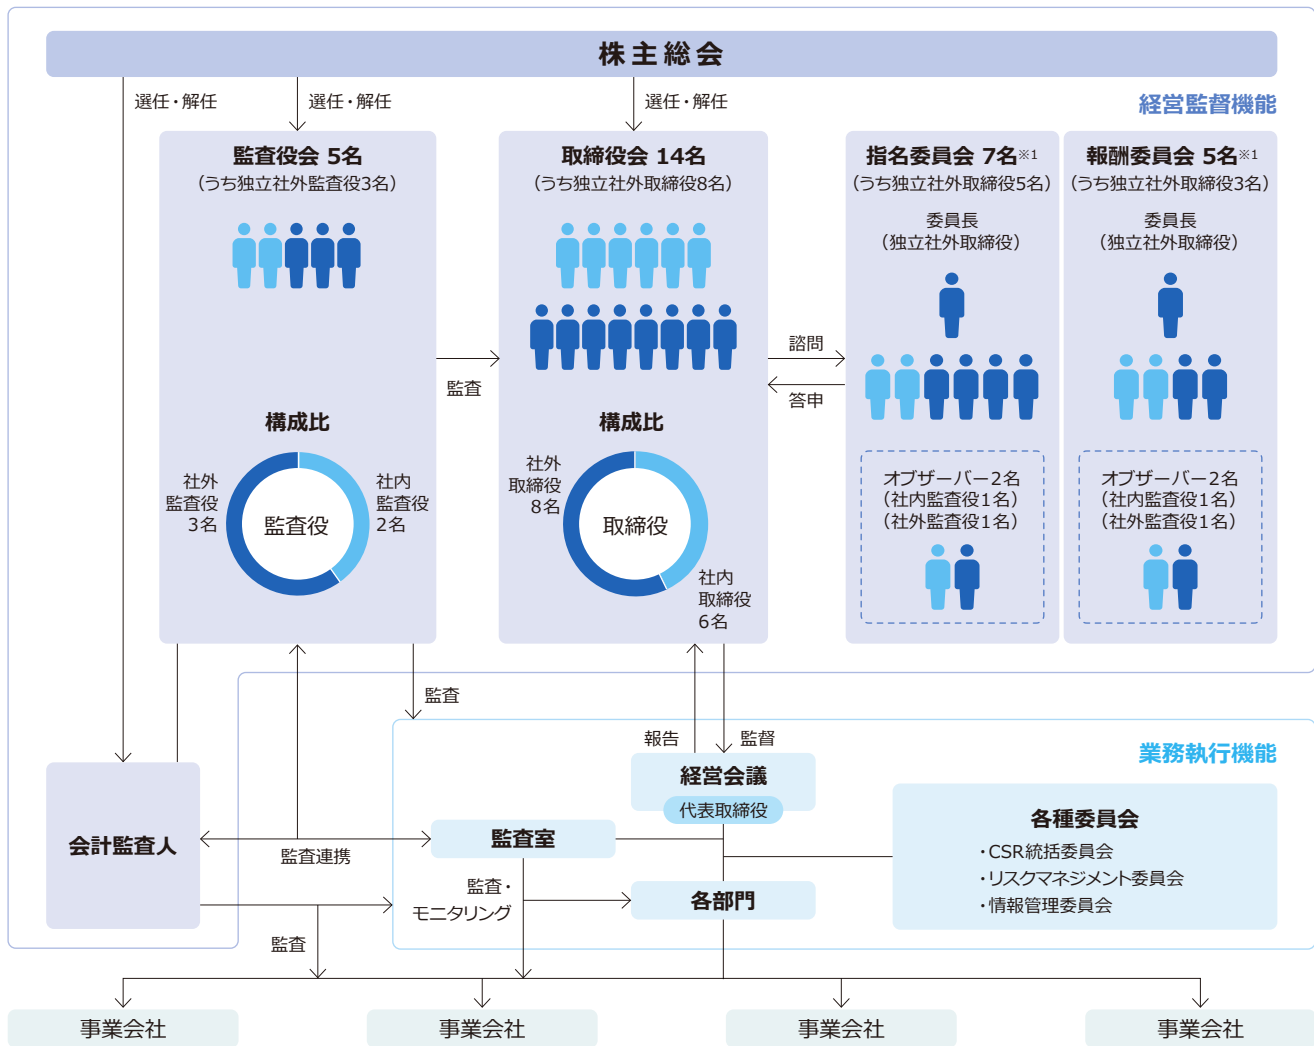 株主総会
選任・解任
選任・解任
選任・解任
経営監督機能
監査役会 5名
（うち独立社外監査役3名）
取締役会 14名
（うち独立社外取締役8名）
指名委員会 7名※1
（うち独立社外取締役5名）
委員長
（独立社外取締役）
報酬委員会 5名※1
（うち独立社外取締役3名）
委員長
（独立社外取締役）
監査
諮問
答申
構成比
社外
監査役
3名
監査役
社内
監査役
2名
構成比
社外
取締役
8名
取締役
社内
取締役
6名
オブザーバー2名
（社内監査役1名）
（社外監査役1名）
オブザーバー2名
（社内監査役1名）
（社外監査役1名）
監査
報告
監督
業務執行機能
経営会議
代表取締役
会計監査人
監査連携
監査室
各種委員会
・CSR統括委員会
・リスクマネジメント委員会
・情報管理委員会
監査・
モニタリング
各部門
監査
事業会社
事業会社
事業会社
事業会社